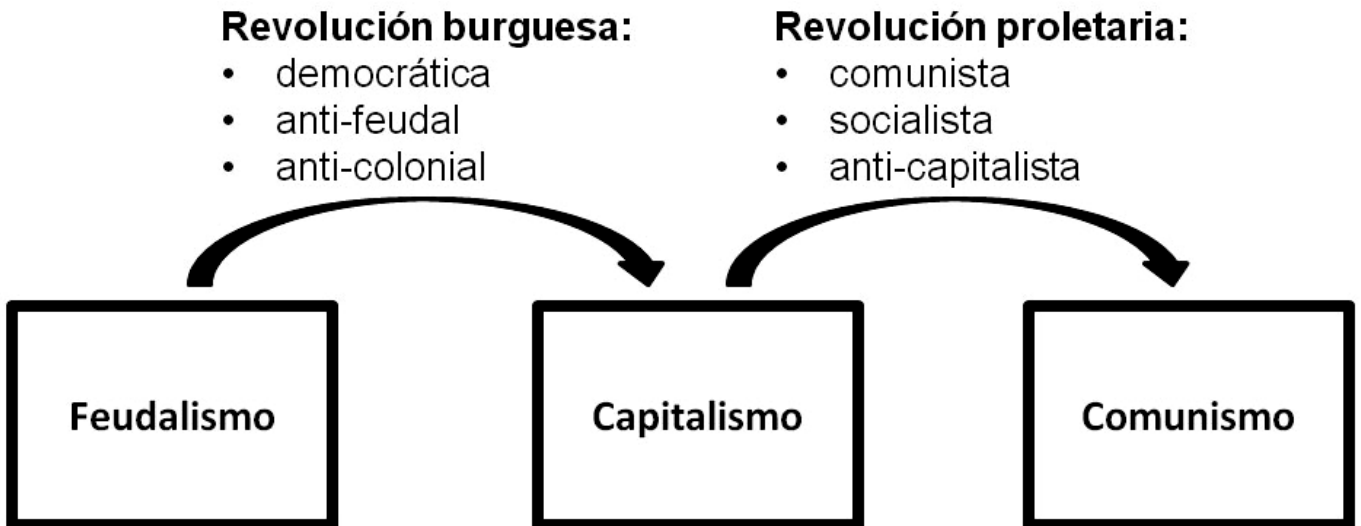 Revolución burguesa:
• democrática
• anti-feudal
• anti-colonial
Revolución proletaria:
• comunista
• socialista
• anti-capitalista
Feudalismo
Capitalismo
Comunismo